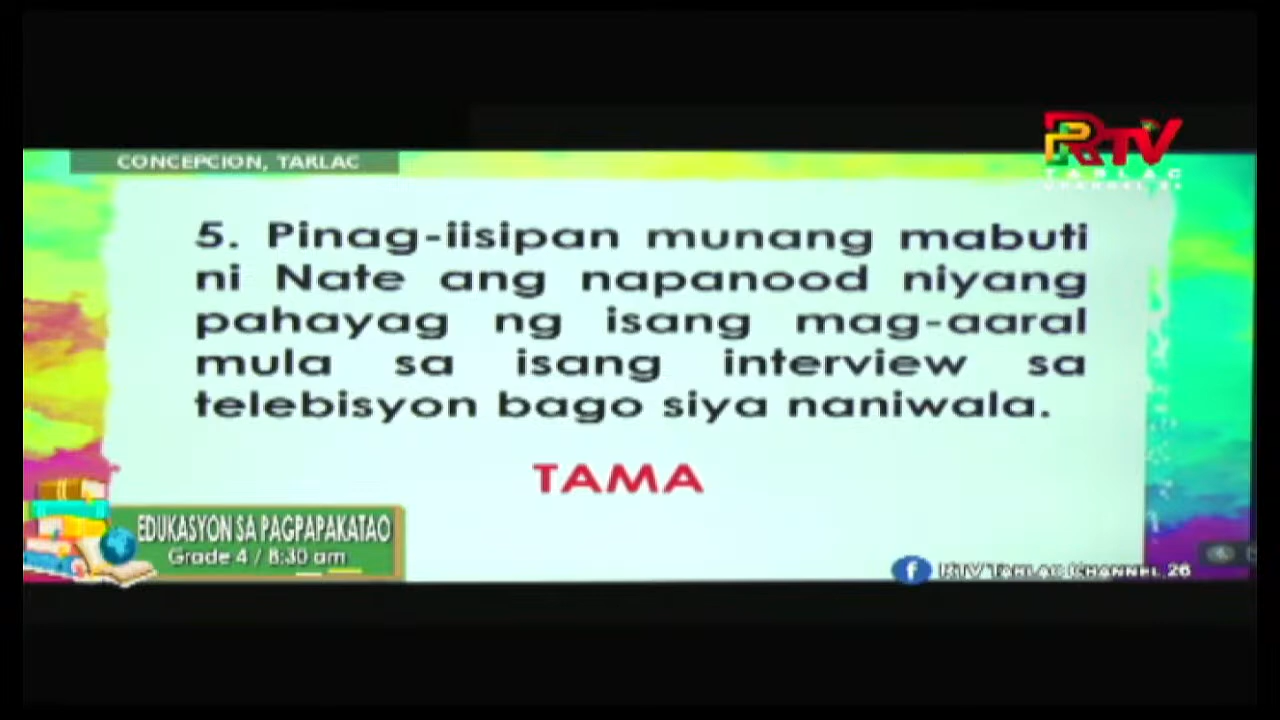 CONCEPCION, TARLAC
RTV
TARLAC
CHANNEL 26
5. Pinag-iisipan munang mabuti
ni Nate ang napanood niyang
pahayag ng isang mag-aaral
mula sa isang interview sa
telebisyon bago siya naniwala.
TAMA
EDUKASYON SA PAGPAPAKATAO
Grade 4 / 8:30 am
f RTV TARLAC CHANNEL 26